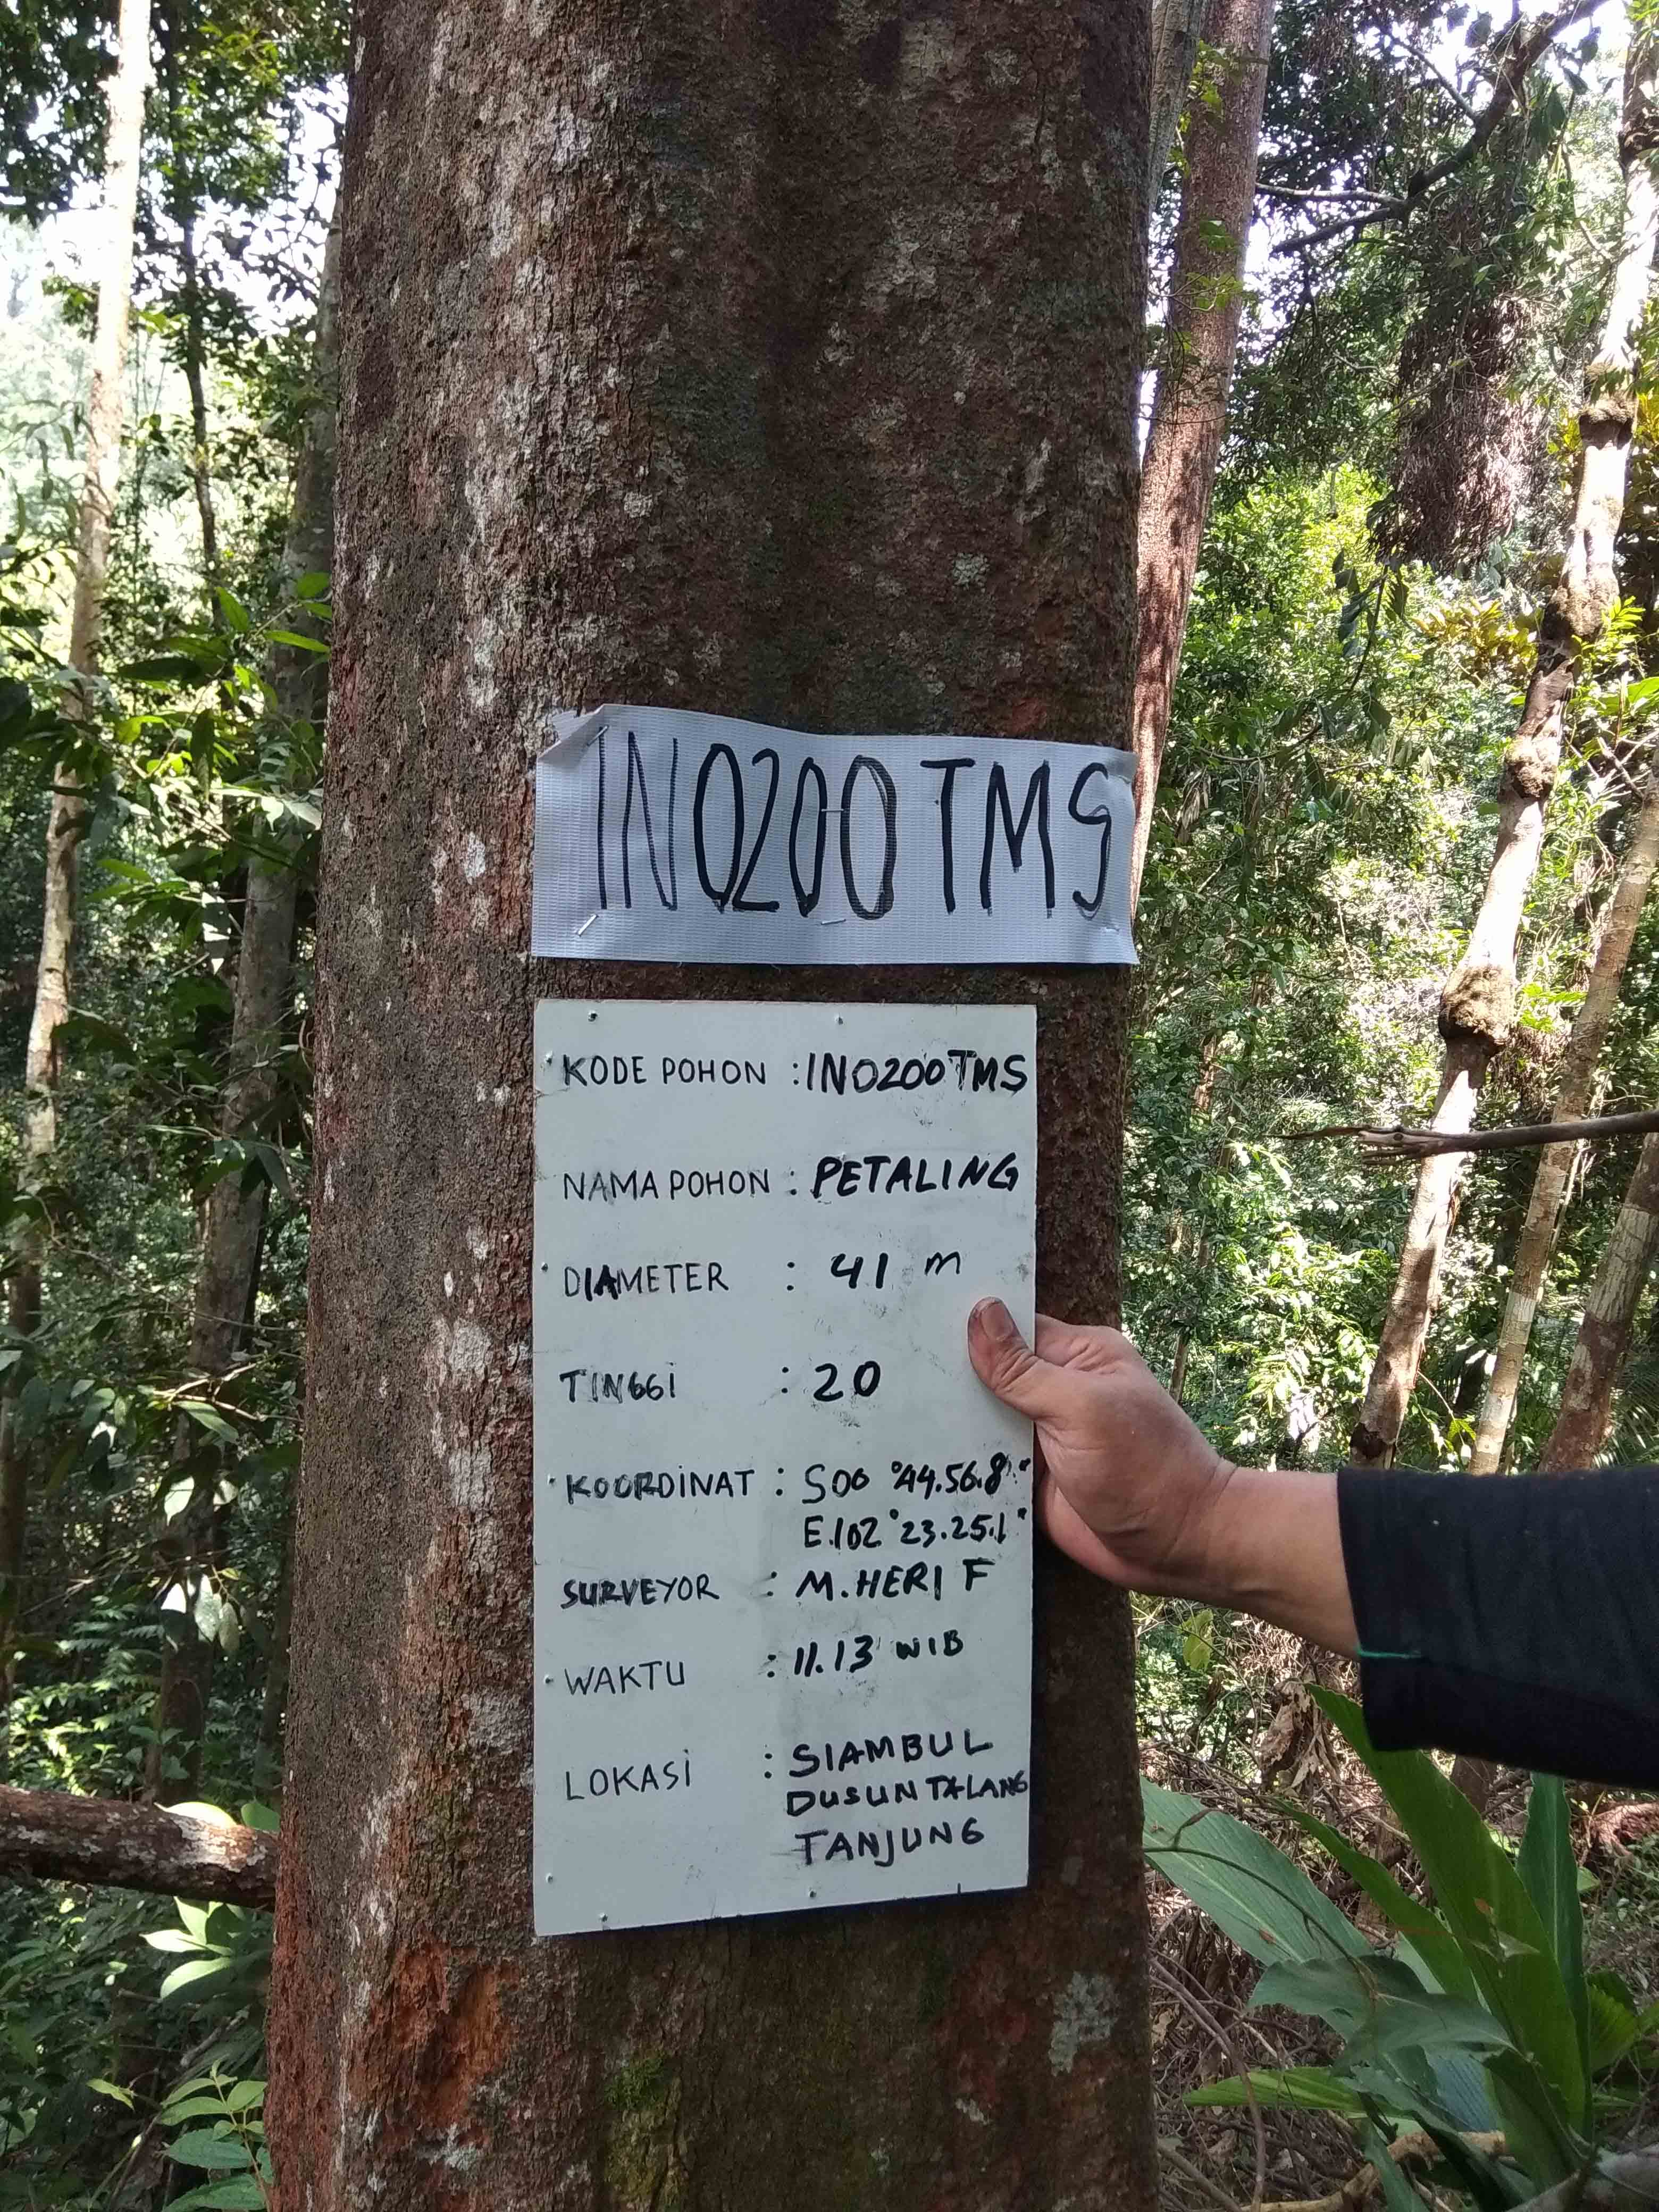 IN0200TMS
KODE POHON : IN0200TMS
NAMA POHON : PETALING
DIAMETER : 41 m
TINGGI : 20
KOORDINAT : S00 °44.56.8"
E.102 °23.25.1"
SURVEYOR : M.HERI F
WAKTU : 11.13 WIB
LOKASI : SIAMBUL
DUSUN TALANG
TANJUNG